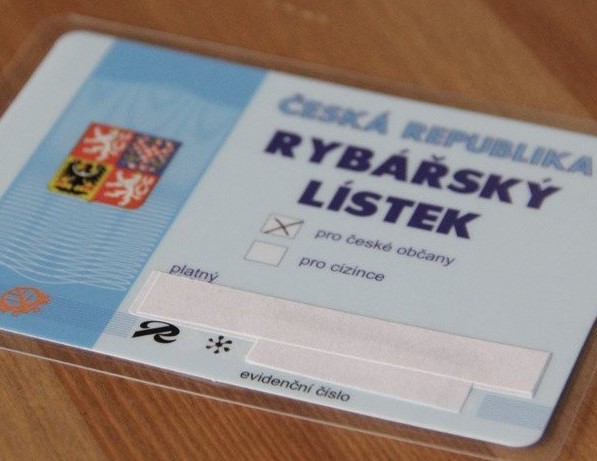 ČESKÁ REPUBLIKA
RYBÁŘSKÝ
LÍSTEK
pro české občany
pro cizince
platný
evidenční číslo